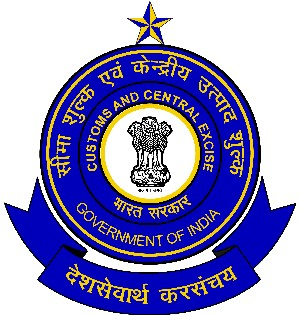 सीमा शुल्क एवं केन्द्रीय उत्पाद शुल्क
CUSTOMS AND CENTRAL EXCISE
भारत सरकार
GOVERNMENT OF INDIA
देशसेवार्थ करसंचय